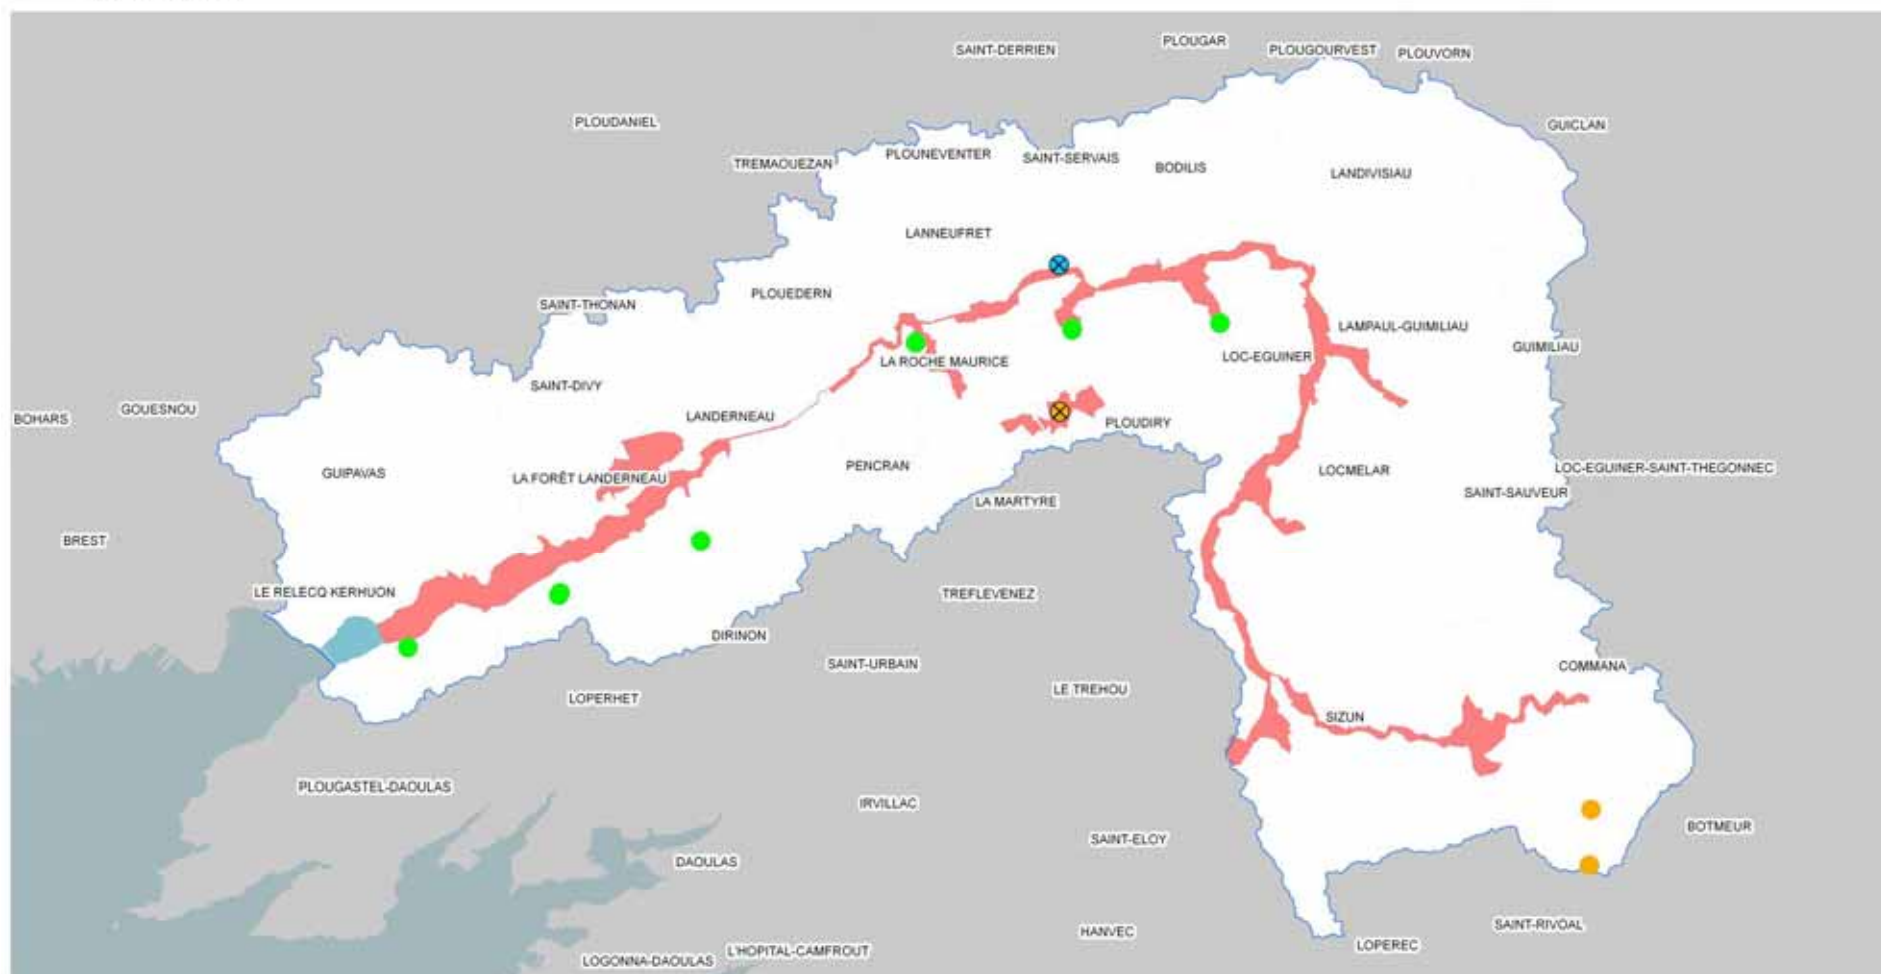 PLOUGAR
SAINT-DERRIEN
PLOUGOURVEST
PLOUVORN
PLOUDANIEL
GUICLAN
TREMAOUEZAN
PLOUNEVENTER
SAINT-SERVAIS
BODILIS
LANDIVISIAU
LANNEUFRET
PLOUEDERN
SAINT-THONAN
LAMPAUL-GUIMILIAU
GUIMILIAU
LA ROCHE MAURICE
LOC-EGUINER
SAINT-DIVY
BOHARS
GOUESNOU
LANDERNEAU
PLOUDIRY
GUIPAVAS
LA FORÊT LANDERNEAU
PENCRAN
LOCMELAR
LOC-EGUINER-SAINT-THEGONNEC
LA MARTYRE
SAINT-SAUVEUR
BREST
LE RELECQ KERHUON
TREFLEVENEZ
DIRINON
SAINT-URBAIN
COMMANA
LOPERHET
LE TREHOU
SIZUN
PLOUGASTEL-DAOULAS
IRVILLAC
BOTMEUR
SAINT-ELOY
DAOULAS
HANVEC
SAINT-RIVOAL
LOPEREC
LOGONNA-DAOULAS
L'HOPITAL-CAMFROUT